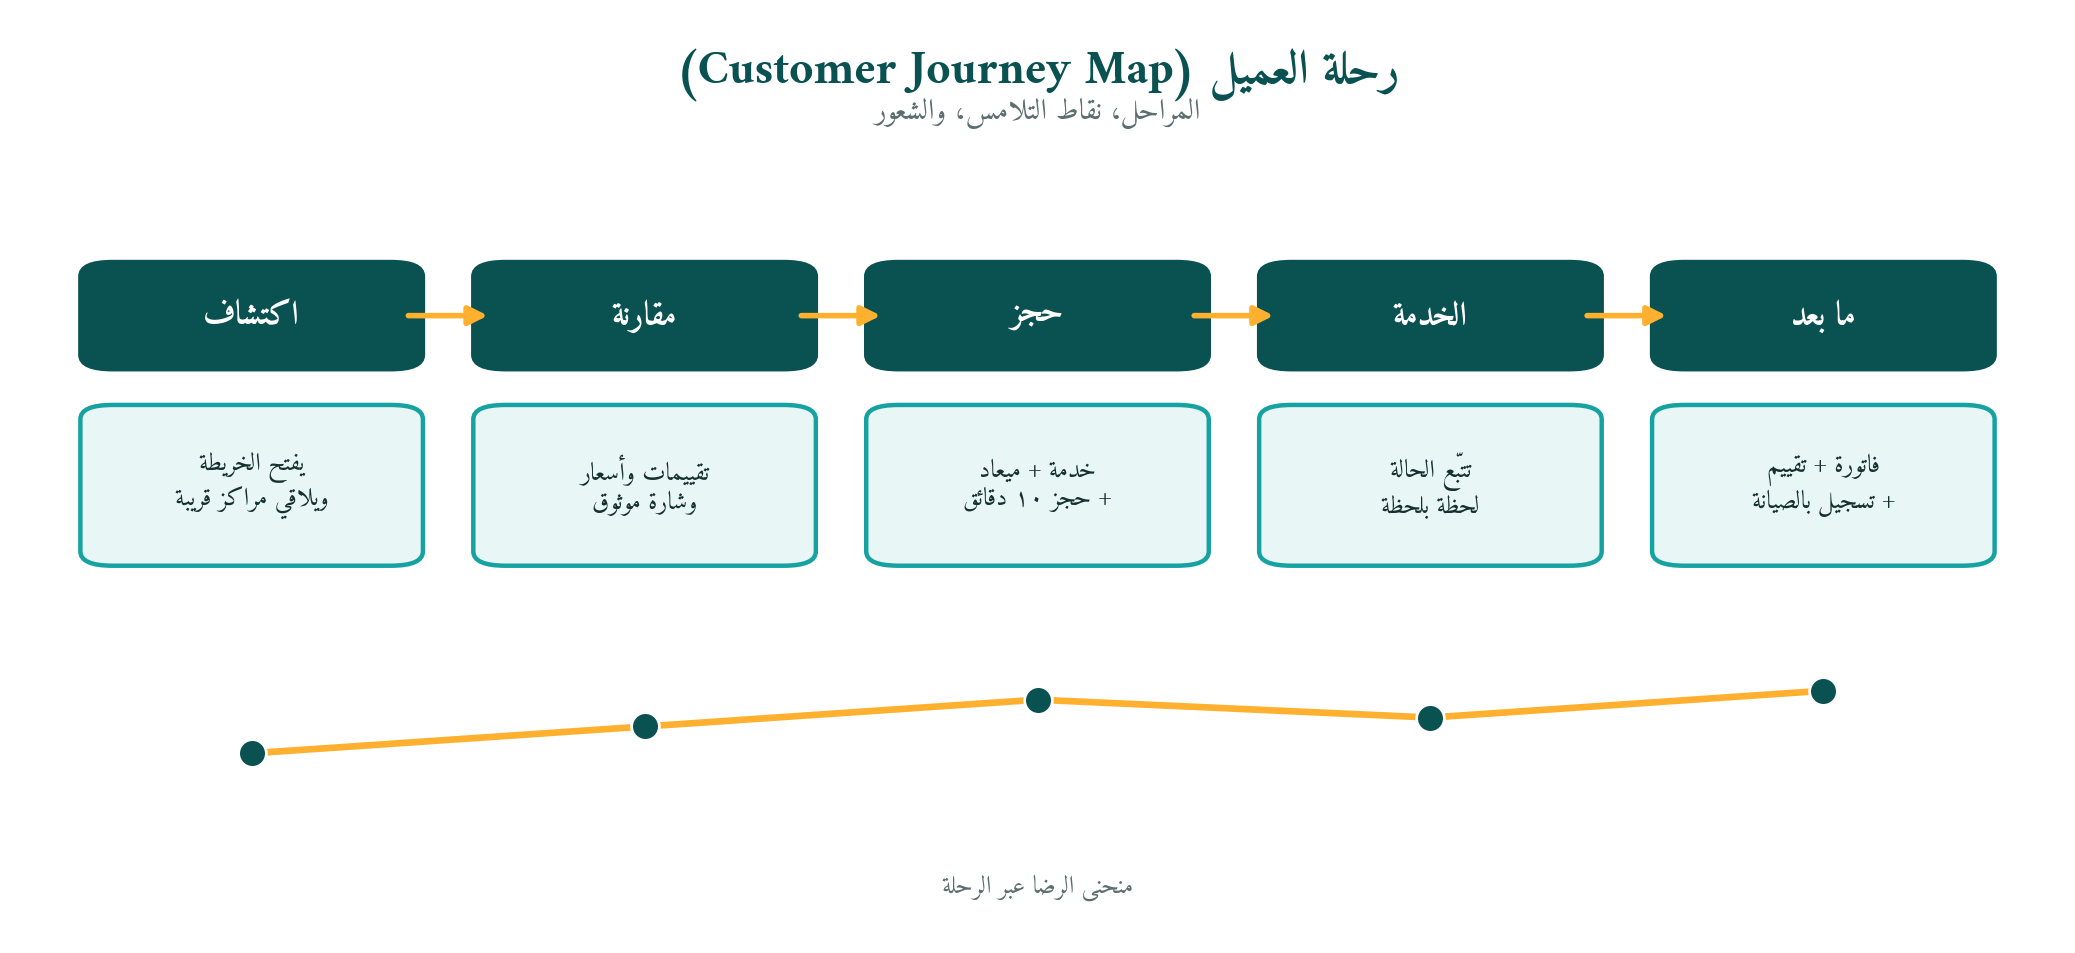 رحلة العميل (Customer Journey Map)
المراحل، نقاط التلامس، والشعور
اكتشاف
مقارنة
حجز
الخدمة
ما بعد
يفتح الخريطة
ويلاقي مراكز قريبة
تقييمات وأسعار
وشارة موثوق
خدمة + ميعاد
+ حجز ١٠ دقائق
تتبّع الحالة
لحظة بلحظة
فاتورة + تقييم
+ تسجيل بالصيانة
منحنى الرضا عبر الرحلة